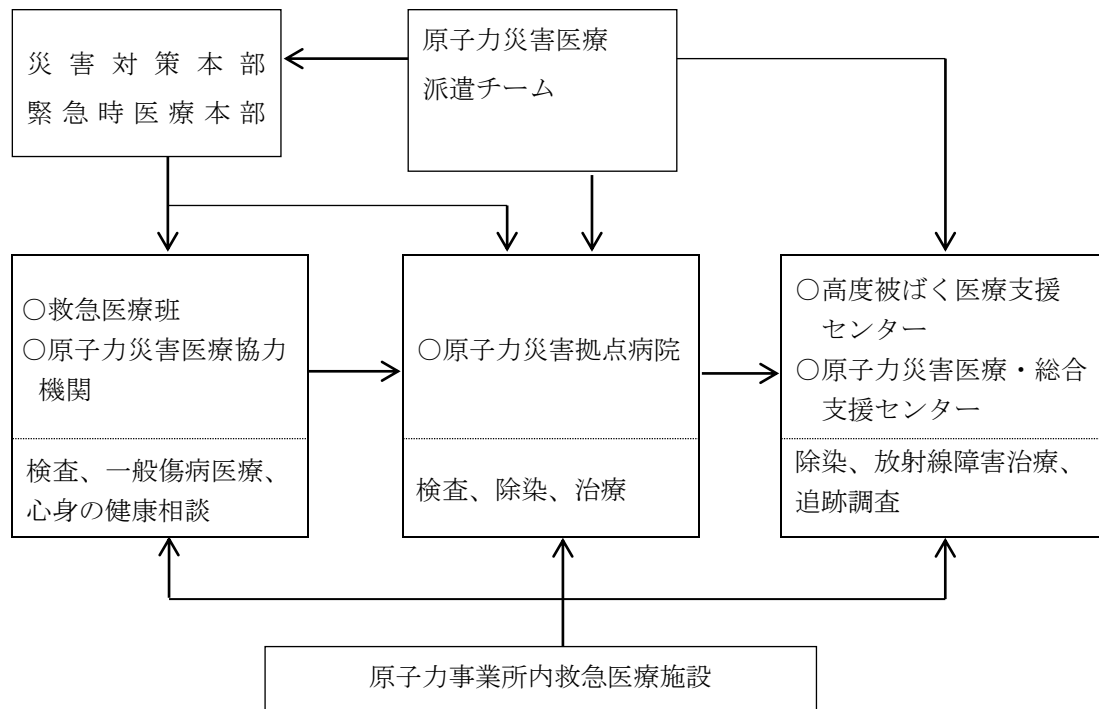 災害対策本部
緊急時医療本部
原子力災害医療
派遣チーム
○救急医療班
○原子力災害医療協力
機関
検査、一般傷病医療、
心身の健康相談
○原子力災害拠点病院
検査、除染、治療
○高度被ばく医療支援
センター
○原子力災害医療・総合
支援センター
除染、放射線障害治療、
追跡調査
原子力事業所内救急医療施設